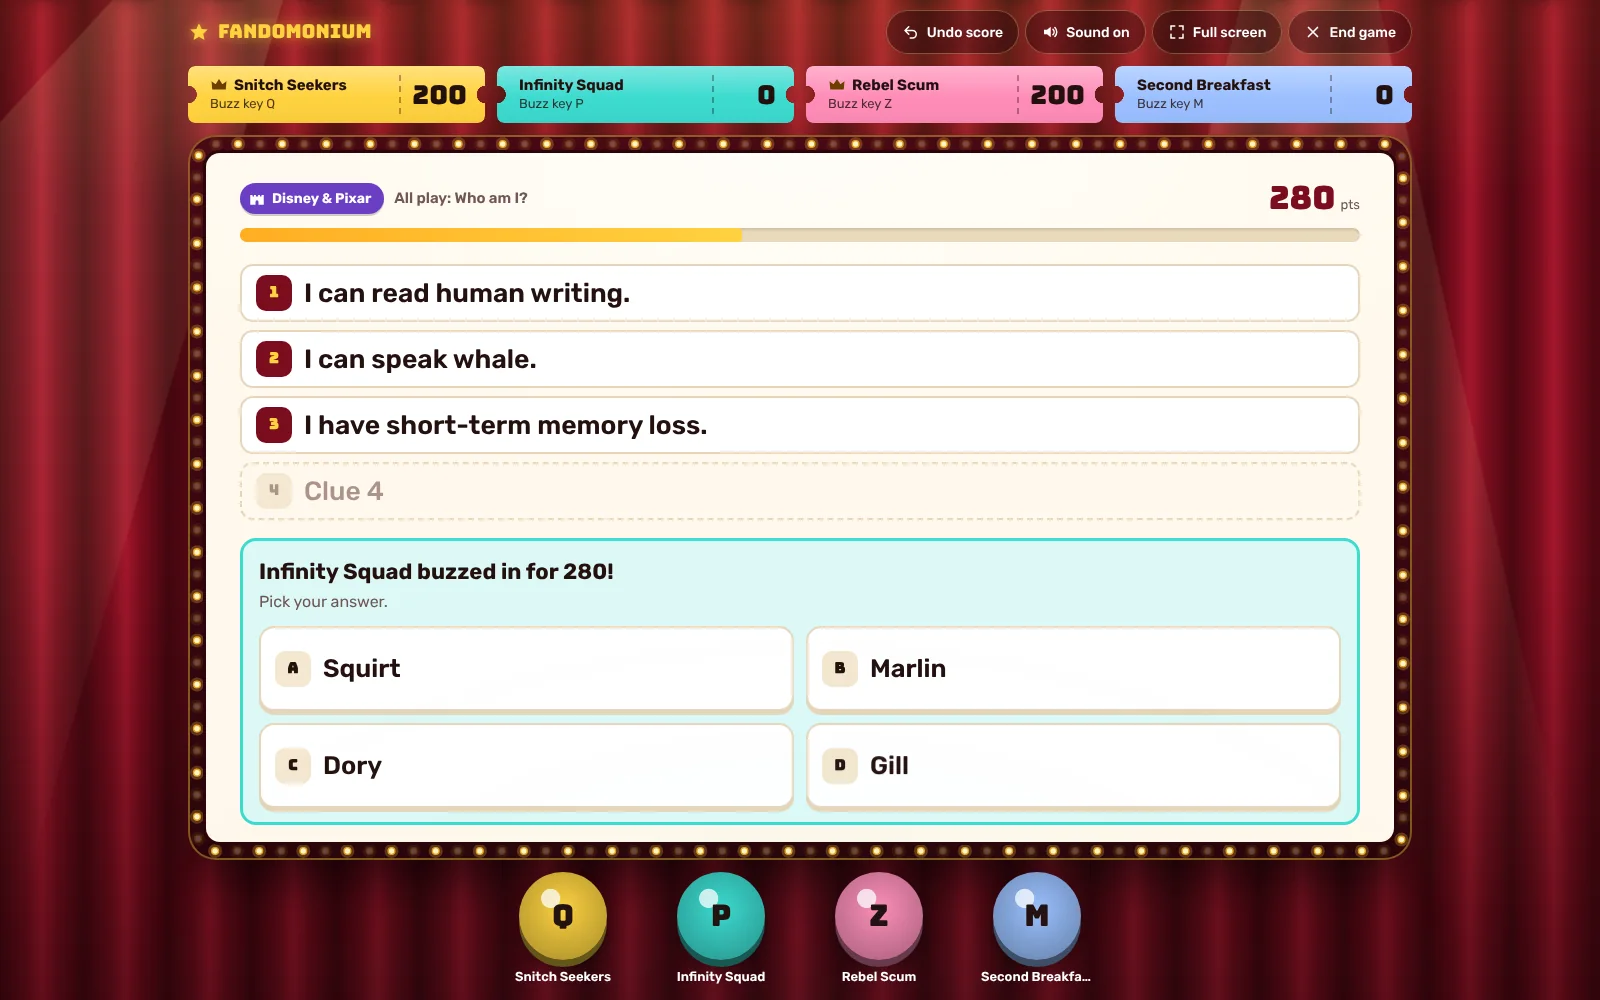 FANDOMONIUM
Undo score
Sound on
Full screen
End game
Snitch Seekers
Buzz key Q
200
Infinity Squad
Buzz key P
0
Rebel Scum
Buzz key Z
200
Second Breakfast
Buzz key M
0
Disney & Pixar
All play: Who am I?
280 pts
1 I can read human writing.
2 I can speak whale.
3 I have short-term memory loss.
4 Clue 4
Infinity Squad buzzed in for 280!
Pick your answer.
A Squirt
B Marlin
C Dory
D Gill
Q
P
Z
M
Snitch Seekers
Infinity Squad
Rebel Scum
Second Breakfa...